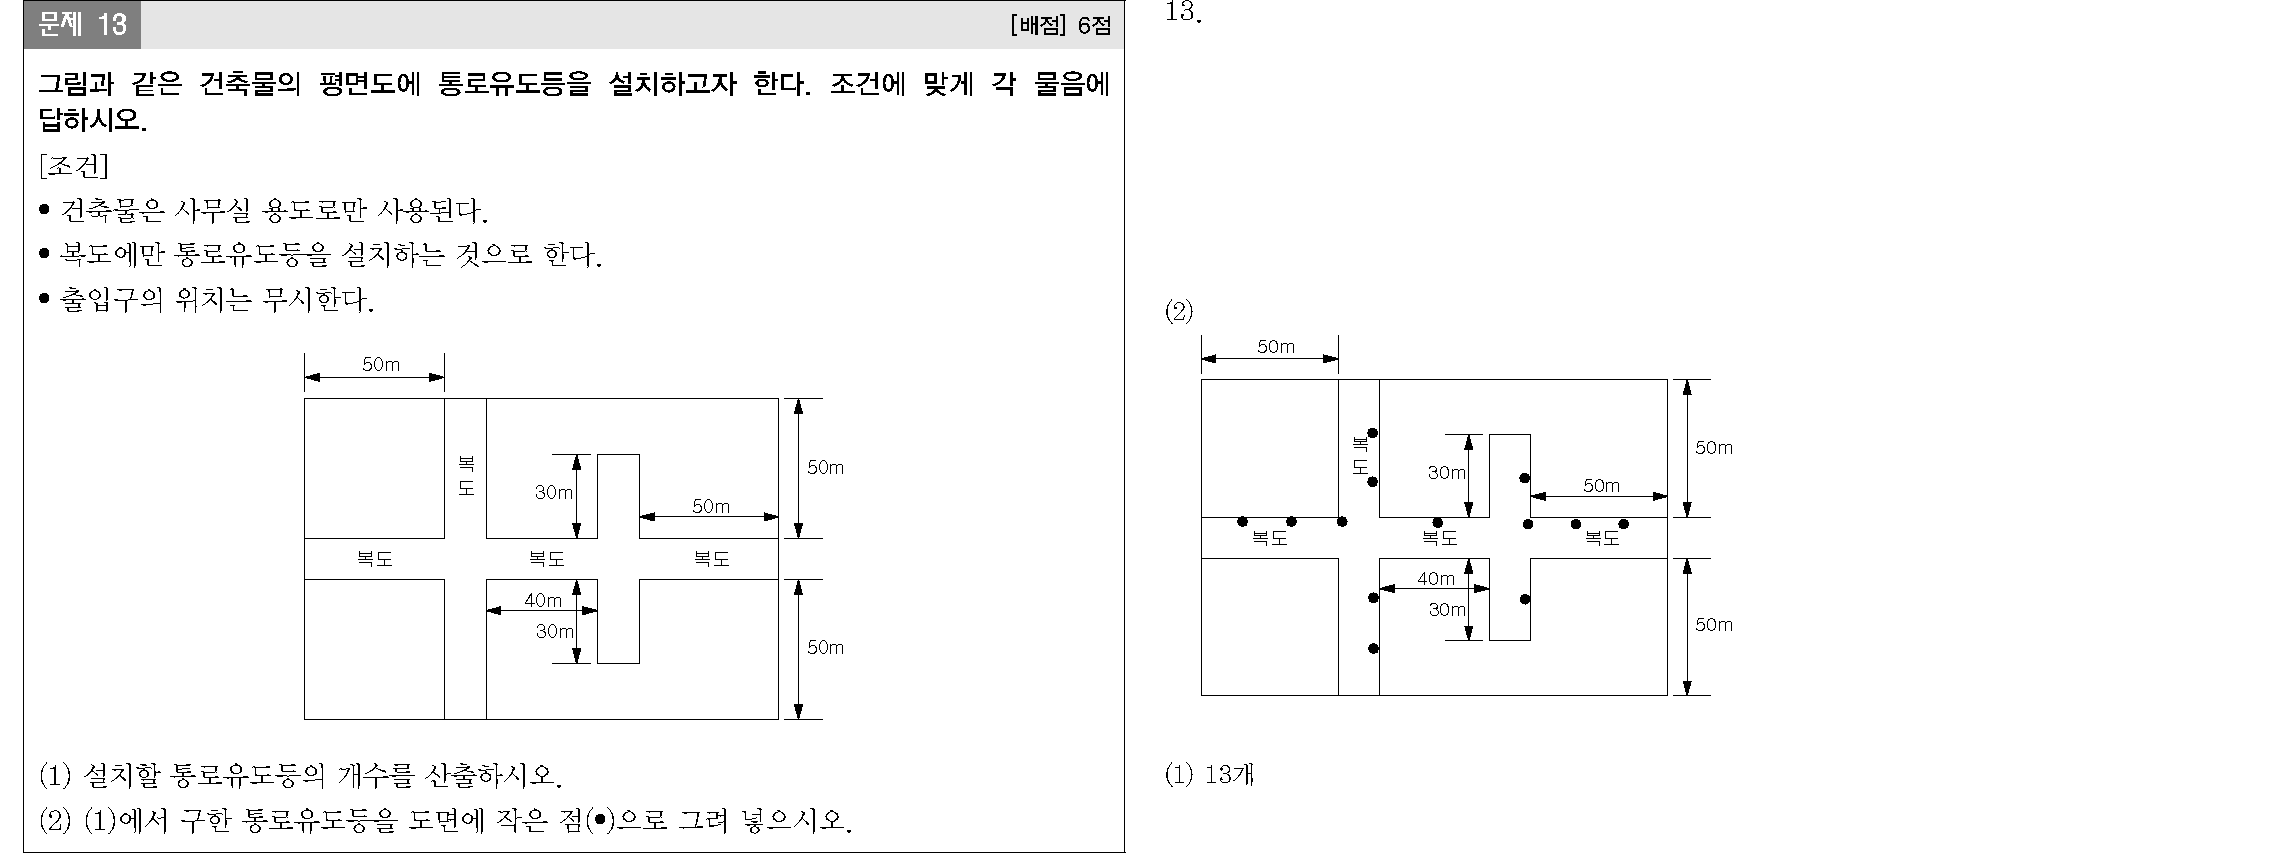 문제 13
[배점] 6점
그림과 같은 건축물의 평면도에 통로유도등을 설치하고자 한다. 조건에 맞게 각 물음에
답하시오.
[조건]
• 건축물은 사무실 용도로만 사용된다.
• 복도에만 통로유도등을 설치하는 것으로 한다.
• 출입구의 위치는 무시한다.
50m
복
도
50m
30m
50m
복도
복도
복도
40m
30m
50m
(1) 설치할 통로유도등의 개수를 산출하시오.
(2) (1)에서 구한 통로유도등을 도면에 작은 점(•)으로 그려 넣으시오.
13.
(2)
50m
복
도
50m
30m
50m
복도
복도
복도
40m
30m
50m
(1) 13개